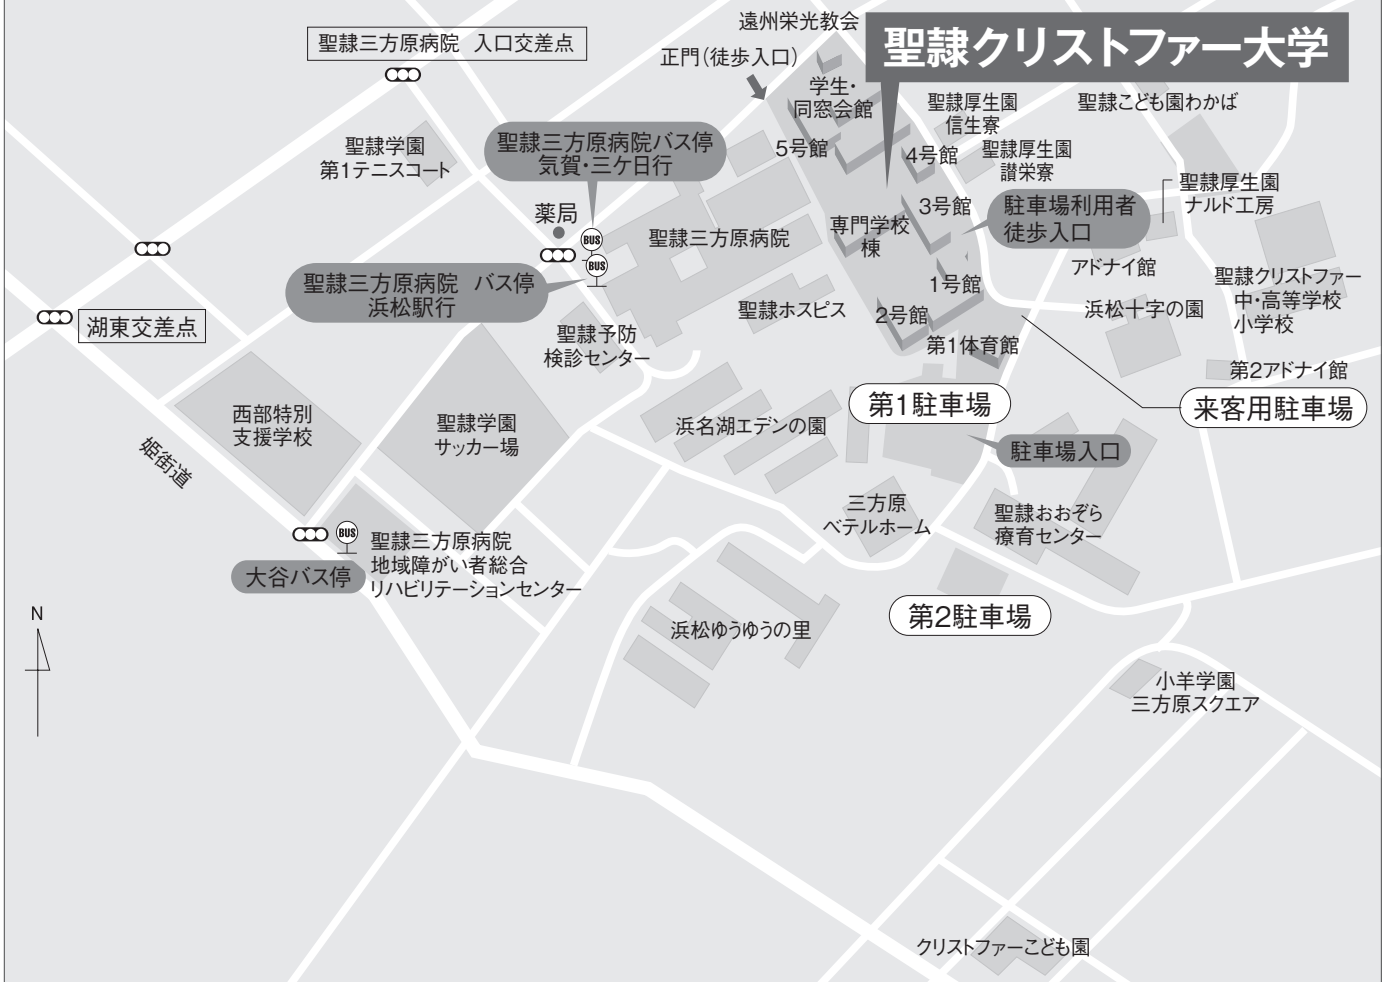 遠州栄光教会
聖隷クリストファー大学
聖隷三方原病院 入口交差点
正門(徒歩入口)
学生・
同窓会館
聖隷厚生園
信生寮
聖隷こども園わかば
聖隷学園
第1テニスコート
聖隷三方原病院バス停
気賀・三ケ日行
5号館
4号館
聖隷厚生園
讃栄寮
聖隷厚生園
ナルド工房
薬局
BUS
BUS
聖隷三方原病院
専門学校
棟
3号館
駐車場利用者
徒歩入口
アドナイ館
聖隷クリストファー
中・高等学校
小学校
聖隷三方原病院 バス停
浜松駅行
1号館
聖隷ホスピス
2号館
浜松十字の園
湖東交差点
聖隷予防
検診センター
第1体育館
第2アドナイ館
第1駐車場
来客用駐車場
西部特別
支援学校
聖隷学園
サッカー場
浜名湖エデンの園
駐車場入口
姫街道
三方原
ベテルホーム
聖隷おおぞら
療育センター
BUS
聖隷三方原病院
地域障がい者総合
リハビリテーションセンター
大谷バス停
第2駐車場
浜松ゆうゆうの里
N
小羊学園
三方原スクエア
クリストファーこども園